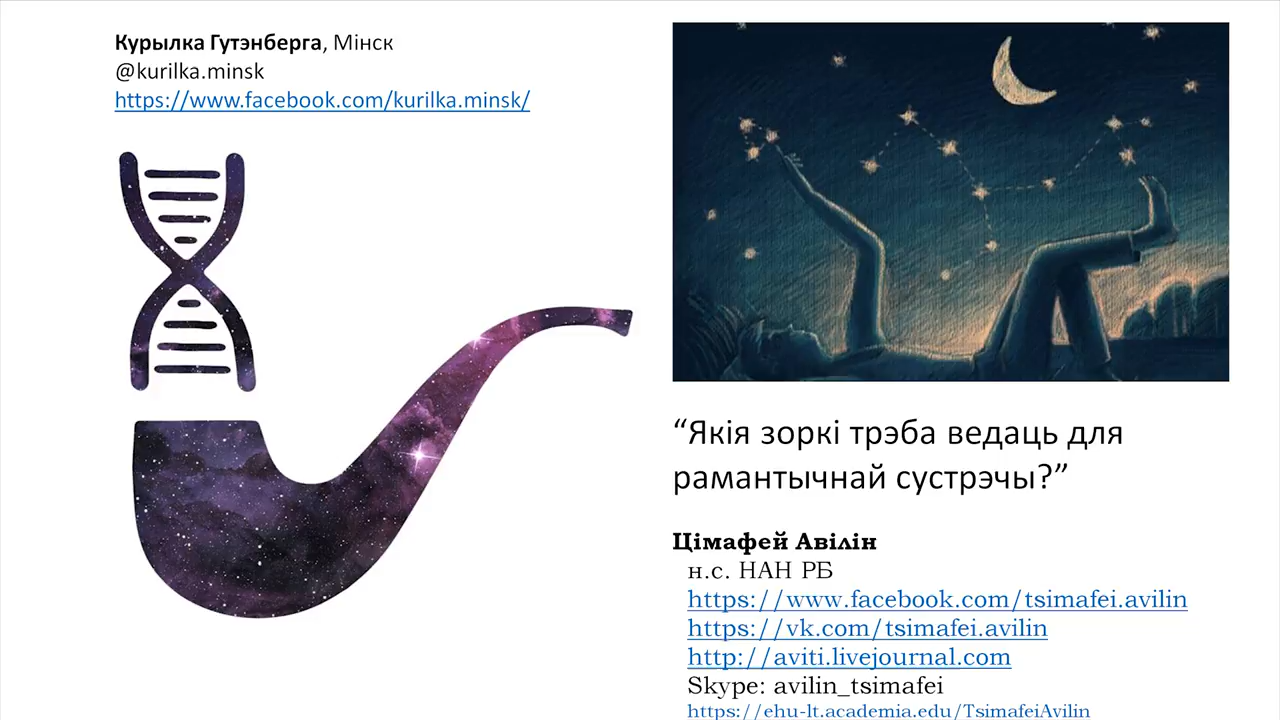 Курылка Гутэнберга, Мінск
@kurilka.minsk
https://www.facebook.com/kurilka.minsk/
“Якія зоркі трэба ведаць для
рамантычнай сустрэчы?”
Цімафей Авілін
н.с. НАН РБ
https://www.facebook.com/tsimafei.avilin
https://vk.com/tsimafei.avilin
http://aviti.livejournal.com
Skype: avilin_tsimafei
https://ehu-lt.academia.edu/TsimafeiAvilin